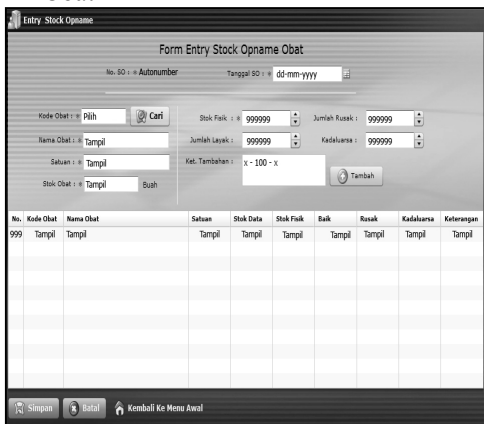 Entry Stock Opname
Form Entry Stock Opname Obat
No. SO : * Autonumber
Tanggal SO : * dd-mm-yyyy
Kode Obat : * Pilih Cari
Nama Obat : * Tampil
Satuan : * Tampil
Stok Obat : * Tampil Buah
Stok Fisik : * 999999 Jumlah Rusak : 999999
Jumlah Layak : 999999 Kadaluarsa : 999999
Ket. Tambahan : x - 100 - x
Tambah
No. Kode Obat Nama Obat Satuan Stok Data Stok Fisik Baik Rusak Kadaluarsa Keterangan
999 Tampil Tampil Tampil Tampil Tampil Tampil Tampil Tampil Tampil
Simpan Batal Kembali Ke Menu Awal